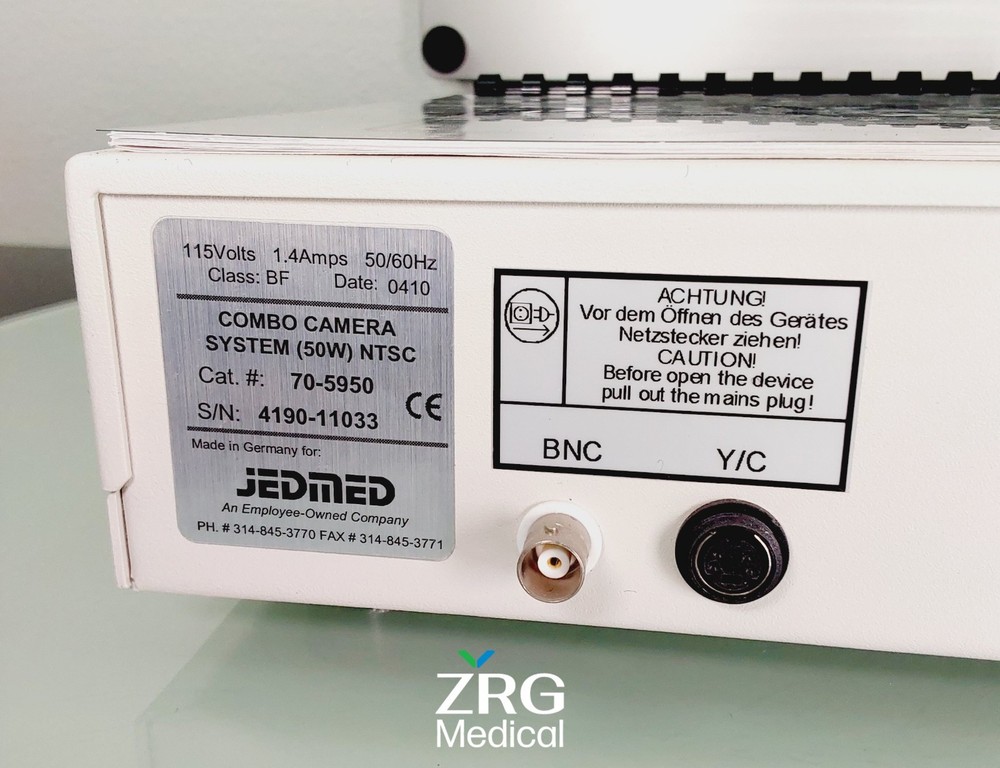 115Volts 1.4Amps 50/60Hz
Class: BF Date: 0410
COMBO CAMERA
SYSTEM (50W) NTSC
Cat. #: 70-5950
S/N: 4190-11033
CE
Made in Germany for:
JEDMED
An Employee-Owned Company
PH. # 314-845-3770 FAX # 314-845-3771
ACHTUNG!
Vor dem Öffnen des Gerätes
Netzstecker ziehen!
CAUTION!
Before open the device
pull out the mains plug!
BNC Y/C
ZRG
Medical